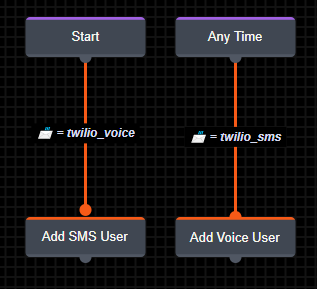 Start
Any Time
= twilio_voice
= twilio_sms
Add SMS User
Add Voice User